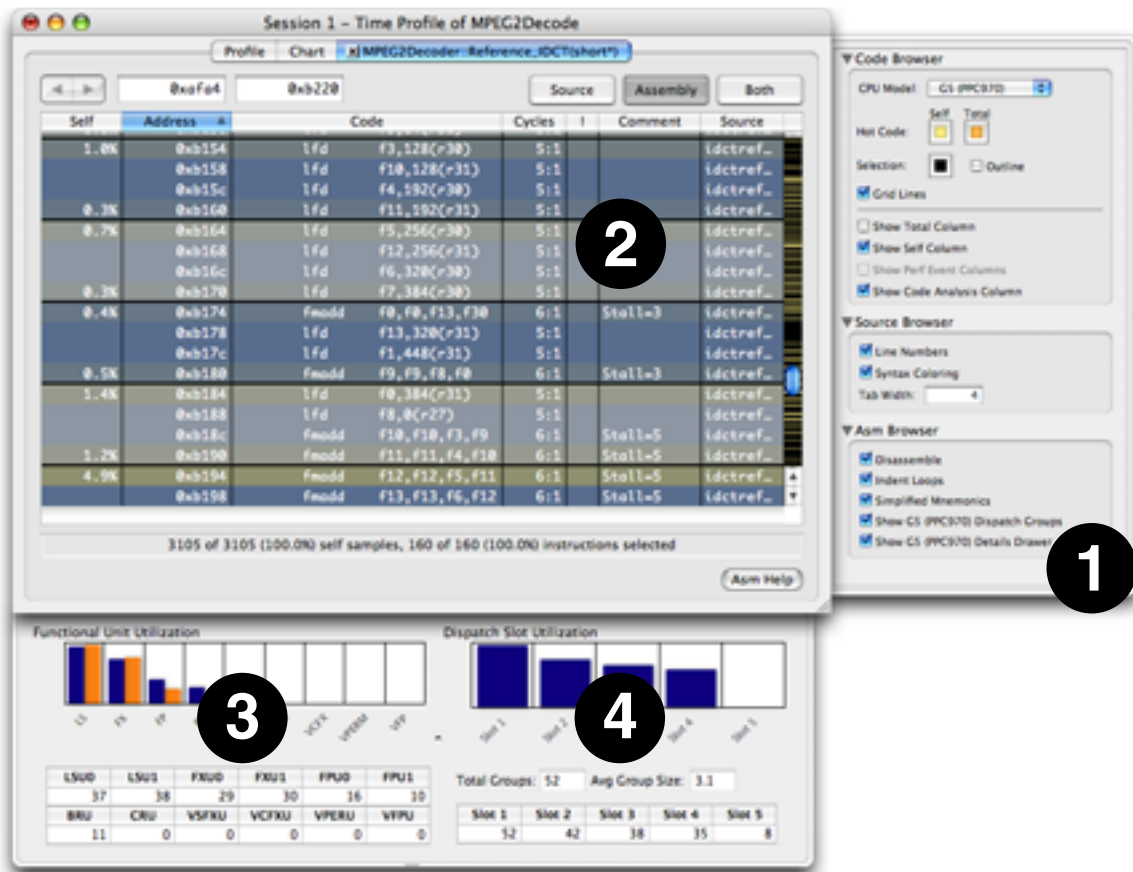 Session 1 – Time Profile of MPEG2Decode
Profile Chart MPEG2Decoder::Reference_IDCT(short*)
0xafa4 0xb220 Source Assembly Both
Self Address Code Cycles ! Comment Source
1.0% 0xb154 lfd f3,128(r30) 5:1 idctref…
0xb158 lfd f10,128(r31) 5:1 idctref…
0xb15c lfd f4,192(r30) 5:1 idctref…
0.3% 0xb160 lfd f11,192(r31) 5:1 idctref…
0.7% 0xb164 lfd f5,256(r30) 5:1 idctref…
0xb168 lfd f12,256(r31) 5:1 idctref…
0xb16c lfd f6,320(r30) 5:1 idctref…
0.3% 0xb170 lfd f7,384(r30) 5:1 idctref…
0.4% 0xb174 fmadd f0,f0,f13,f30 6:1 Stall=3 idctref…
0xb178 lfd f13,320(r31) 5:1 idctref…
0xb17c lfd f1,448(r31) 5:1 idctref…
0.5% 0xb180 fmadd f9,f9,f8,f0 6:1 Stall=3 idctref…
1.4% 0xb184 lfd f0,384(r31) 5:1 idctref…
0xb188 lfd f8,0(r27) 5:1 idctref…
0xb18c fmadd f10,f10,f3,f9 6:1 Stall=5 idctref…
1.2% 0xb190 fmadd f11,f11,f4,f10 6:1 Stall=5 idctref…
4.9% 0xb194 fmadd f12,f12,f5,f11 6:1 Stall=5 idctref…
0xb198 fmadd f13,f13,f6,f12 6:1 Stall=5 idctref…
2
3105 of 3105 (100.0%) self samples, 160 of 160 (100.0%) instructions selected
Asm Help
Code Browser
CPU Model: G5 (PPC970)
Self Total
Hot Code:
Selection: Outline
Grid Lines
Show Total Column
Show Self Column
Show Perf Event Columns
Show Code Analysis Column
Source Browser
Line Numbers
Syntax Coloring
Tab Width: 4
Asm Browser
Disassemble
Indent Loops
Simplified Mnemonics
Show G5 (PPC970) Dispatch Groups
Show G5 (PPC970) Details Drawer
1
Functional Unit Utilization
LS FX FP VCFX VPERM VFP
3
LSU0 LSU1 FXU0 FXU1 FPU0 FPU1
37 38 29 30 16 10
BRU CRU VSFXU VCFXU VPERU VFPU
11 0 0 0 0 0
Dispatch Slot Utilization
Slot 1 Slot 2 Slot 4 Slot 5
4
Total Groups: 52 Avg Group Size: 3.1
Slot 1 Slot 2 Slot 3 Slot 4 Slot 5
52 42 38 35 8